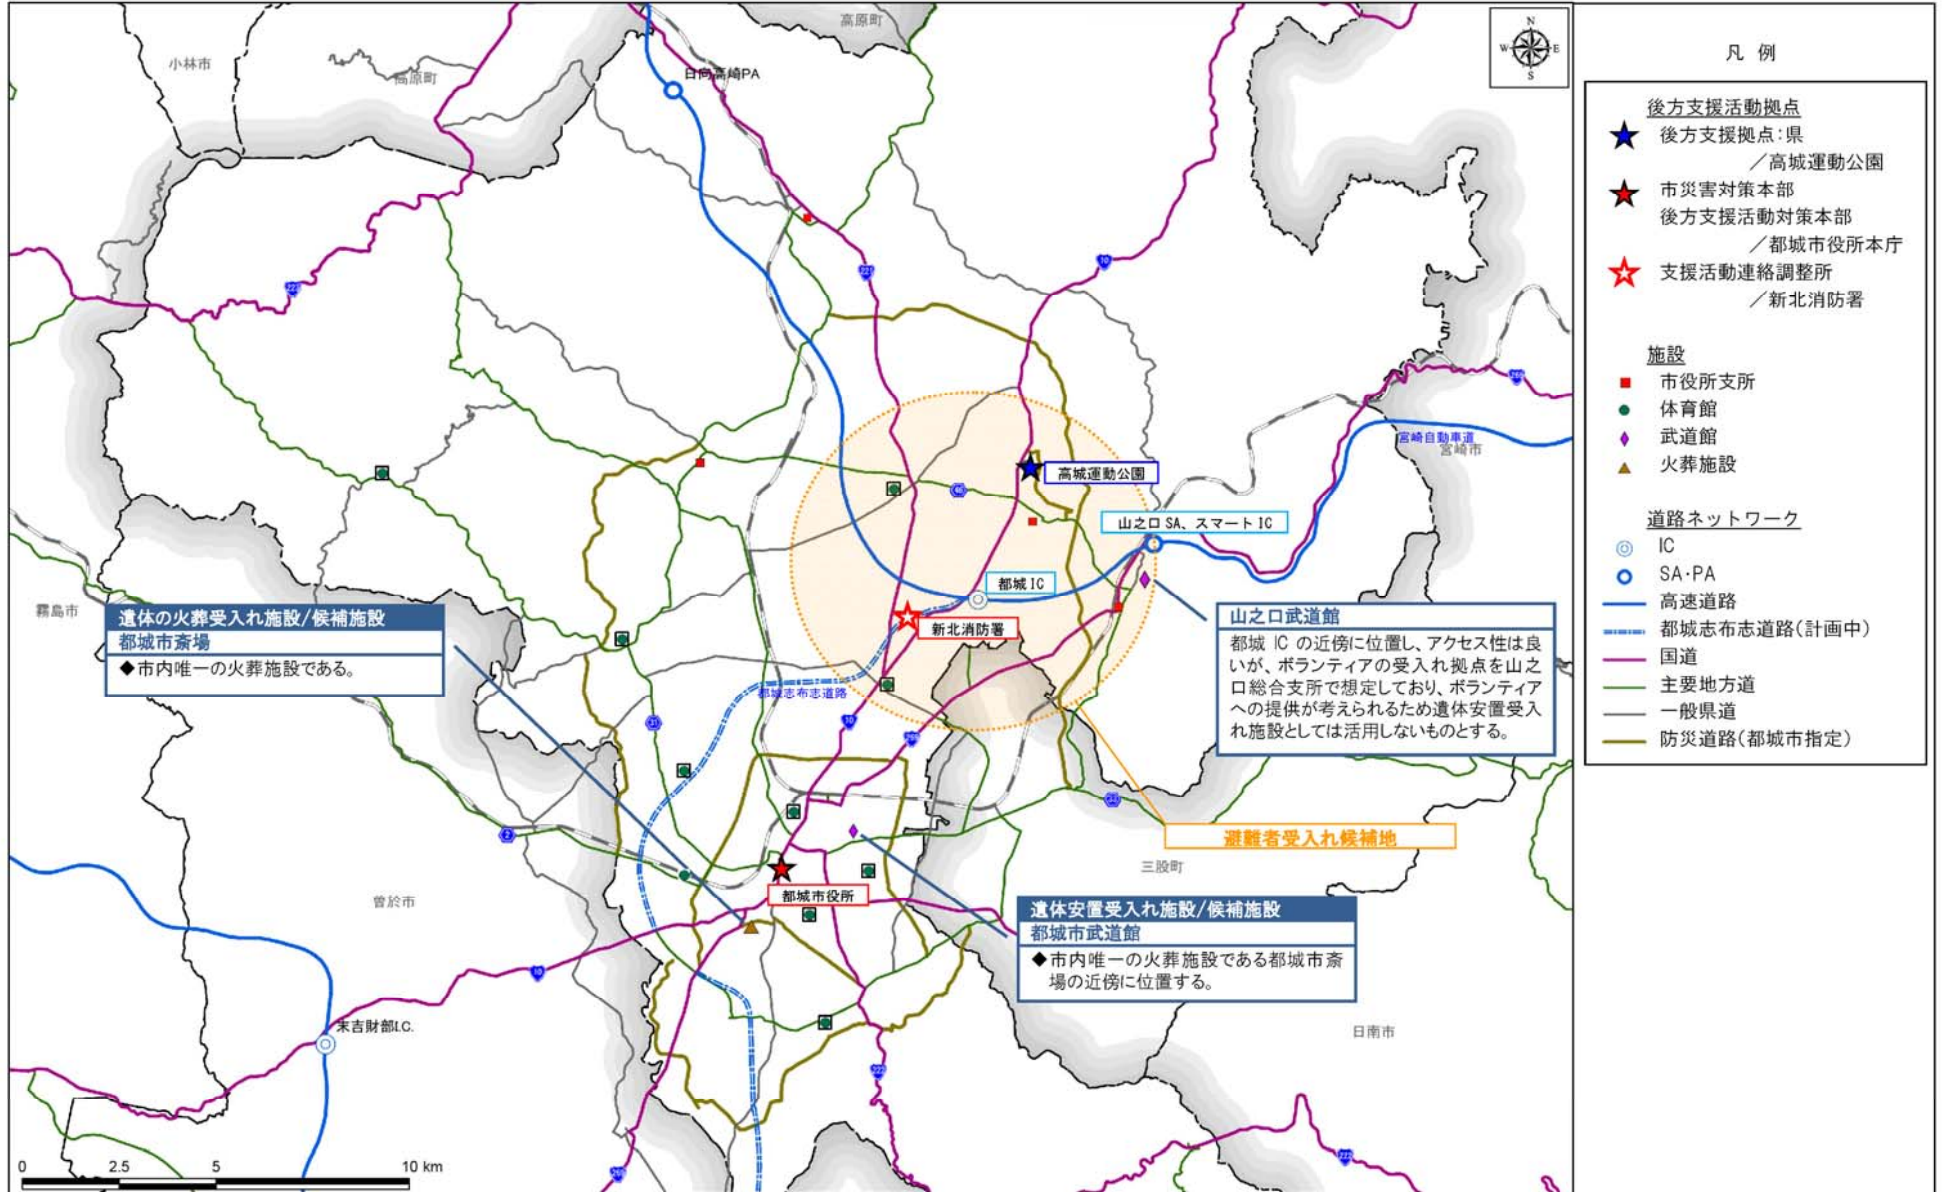 高原町
小林市
高原町
日向高崎PA
N
W
E
S
221
10
223
269
宮崎自動車道
宮崎市
高城運動公園
山之口 SA、スマート IC
都城 IC
新北消防署
霧島市
遺体の火葬受入れ施設/候補施設
都城市斎場
◆市内唯一の火葬施設である。
山之口武道館
都城 IC の近傍に位置し、アクセス性は良
いが、ボランティアの受入れ拠点を山之
口総合支所で想定しており、ボランティア
への提供が考えられるため遺体安置受入
れ施設としては活用しないものとする。
都城志布志道路
31
10
269
2
避難者受入れ候補地
三股町
都城市役所
曽於市
遺体安置受入れ施設/候補施設
都城市武道館
◆市内唯一の火葬施設である都城市斎
場の近傍に位置する。
10
末吉財部I.C.
日南市
222
222
269
0
2.5
5
10 km
凡 例
後方支援活動拠点
後方支援拠点：県
／高城運動公園
市災害対策本部
後方支援活動対策本部
／都城市役所本庁
支援活動連絡調整所
／新北消防署
施設
市役所支所
体育館
武道館
火葬施設
道路ネットワーク
IC
SA・PA
高速道路
都城志布志道路(計画中)
国道
主要地方道
一般県道
防災道路(都城市指定)